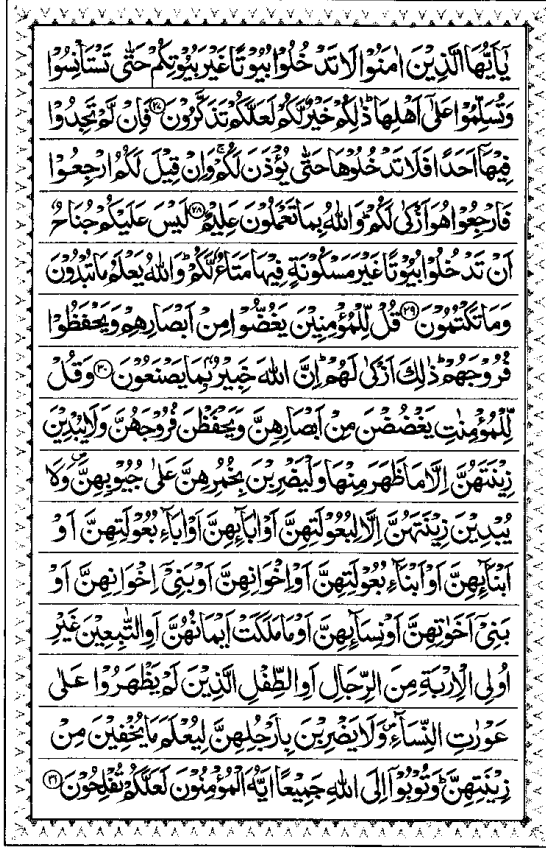 يٰۤاَيُّهَا الَّذِيْنَ اٰمَنُوْا لَا تَدْخُلُوْا بُيُوْتًا غَيْرَ بُيُوْتِكُمْ حَتّٰى تَسْتَاْنِسُوْا
وَتُسَلِّمُوْا عَلٰۤى اَهْلِهَا ؕ ذٰلِكُمْ خَيْرٌ لَّكُمْ لَعَلَّكُمْ تَذَكَّرُوْنَ ﴿۲۷﴾ فَاِنْ لَّمْ تَجِدُوْا
فِيْهَاۤ اَحَدًا فَلَا تَدْخُلُوْهَا حَتّٰى يُؤْذَنَ لَكُمْ ۚ وَاِنْ قِيْلَ لَكُمُ ارْجِعُوْا
فَارْجِعُوْا هُوَ اَزْكٰى لَكُمْ ؕ وَاللّٰهُ بِمَا تَعْمَلُوْنَ عَلِيْمٌ ﴿۲۸﴾ لَيْسَ عَلَيْكُمْ جُنَاحٌ
اَنْ تَدْخُلُوْا بُيُوْتًا غَيْرَ مَسْكُوْنَةٍ فِيْهَا مَتَاعٌ لَّكُمْ ؕ وَاللّٰهُ يَعْلَمُ مَا تُبْدُوْنَ
وَمَا تَكْتُمُوْنَ ﴿۲۹﴾ قُلْ لِّلْمُؤْمِنِيْنَ يَغُضُّوْا مِنْ اَبْصَارِهِمْ وَيَحْفَظُوْا
فُرُوْجَهُمْ ؕ ذٰلِكَ اَزْكٰى لَهُمْ ؕ اِنَّ اللّٰهَ خَبِيْرٌۢ بِمَا يَصْنَعُوْنَ ﴿۳۰﴾ وَقُلْ
لِّلْمُؤْمِنٰتِ يَغْضُضْنَ مِنْ اَبْصَارِهِنَّ وَيَحْفَظْنَ فُرُوْجَهُنَّ وَلَا يُبْدِيْنَ
زِيْنَتَهُنَّ اِلَّا مَا ظَهَرَ مِنْهَا وَلْيَضْرِبْنَ بِخُمُرِهِنَّ عَلٰى جُيُوْبِهِنَّ ۪ وَلَا
يُبْدِيْنَ زِيْنَتَهُنَّ اِلَّا لِبُعُوْلَتِهِنَّ اَوْ اٰبَآئِهِنَّ اَوْ اٰبَآءِ بُعُوْلَتِهِنَّ اَوْ
اَبْنَآئِهِنَّ اَوْ اَبْنَآءِ بُعُوْلَتِهِنَّ اَوْ اِخْوَانِهِنَّ اَوْ بَنِيْۤ اِخْوَانِهِنَّ اَوْ
بَنِيْۤ اَخَوٰتِهِنَّ اَوْ نِسَآئِهِنَّ اَوْ مَا مَلَكَتْ اَيْمَانُهُنَّ اَوِ التّٰبِعِيْنَ غَيْرِ
اُولِى الْاِرْبَةِ مِنَ الرِّجَالِ اَوِ الطِّفْلِ الَّذِيْنَ لَمْ يَظْهَرُوْا عَلٰى
عَوْرٰتِ النِّسَآءِ ۪ وَلَا يَضْرِبْنَ بِاَرْجُلِهِنَّ لِيُعْلَمَ مَا يُخْفِيْنَ مِنْ
زِيْنَتِهِنَّ ؕ وَتُوْبُوْۤا اِلَى اللّٰهِ جَمِيْعًا اَيُّهَ الْمُؤْمِنُوْنَ لَعَلَّكُمْ تُفْلِحُوْنَ ﴿۳۱﴾